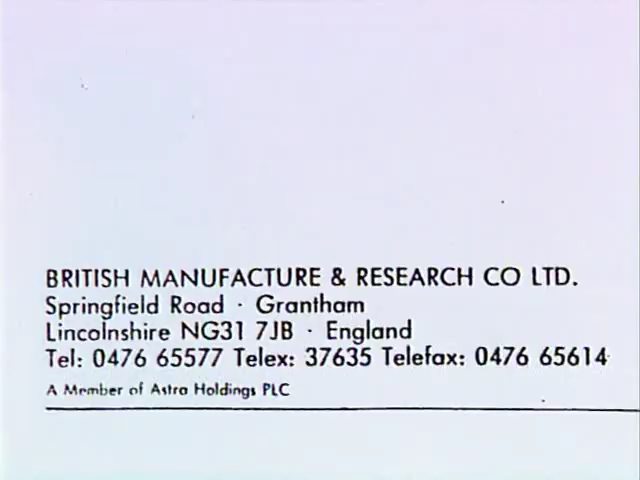 BRITISH MANUFACTURE & RESEARCH CO LTD.
Springfield Road · Grantham
Lincolnshire NG31 7JB · England
Tel: 0476 65577 Telex: 37635 Telefax: 0476 65614
A Member of Astra Holdings PLC